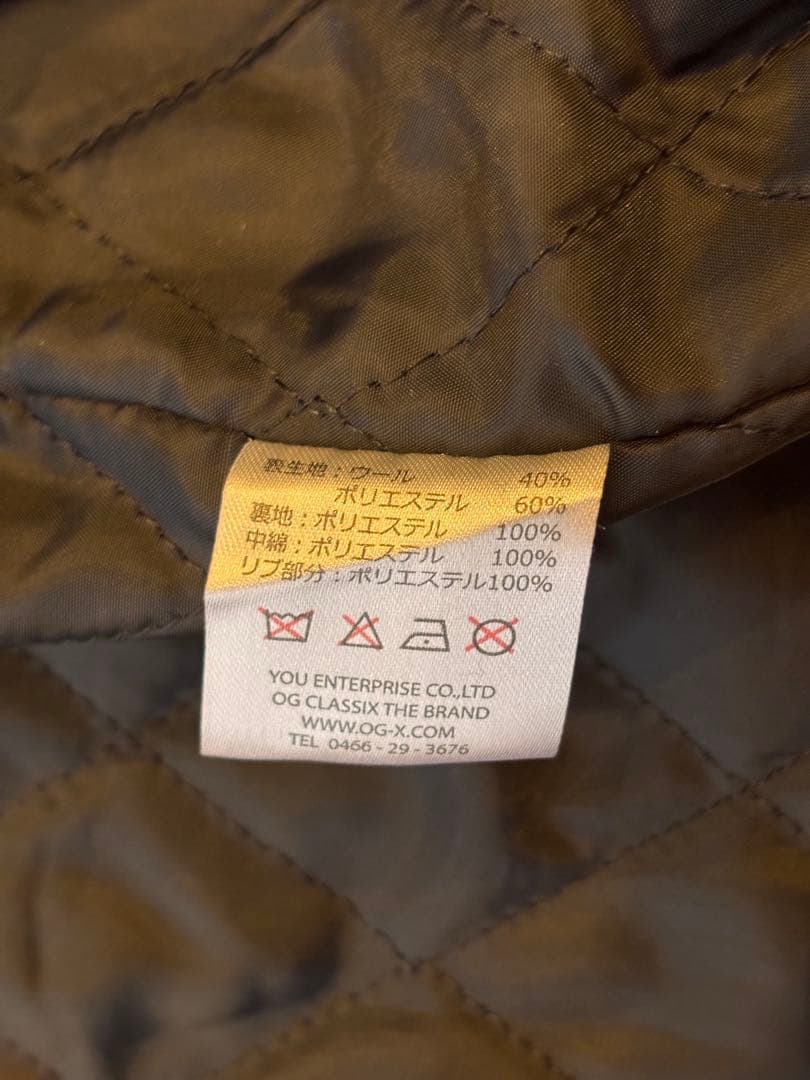 表生地：ウール 40%
ポリエステル 60%
裏地：ポリエステル 100%
中綿：ポリエステル 100%
リブ部分：ポリエステル100%
YOU ENTERPRISE CO.,LTD
OG CLASSIX THE BRAND
WWW.OG-X.COM
TEL 0466-29-3676